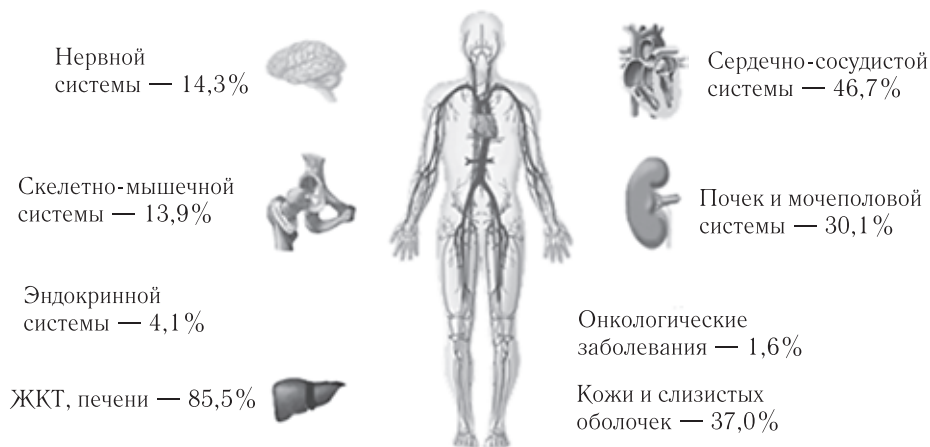 Нервной
системы — 14,3%
Скелетно-мышечной
системы — 13,9%
Эндокринной
системы — 4,1%
ЖКТ, печени — 85,5%
Сердечно-сосудистой
системы — 46,7%
Почек и мочеполовой
системы — 30,1%
Онкологические
заболевания — 1,6%
Кожи и слизистых
оболочек — 37,0%